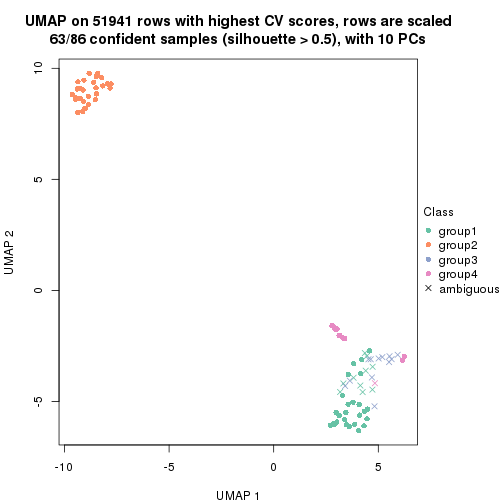 UMAP on 51941 rows with highest CV scores, rows are scaled
63/86 confident samples (silhouette > 0.5), with 10 PCs
10
5
0
-5
UMAP 2
-10
-5
0
5
UMAP 1
Class
group1
group2
group3
group4
ambiguous